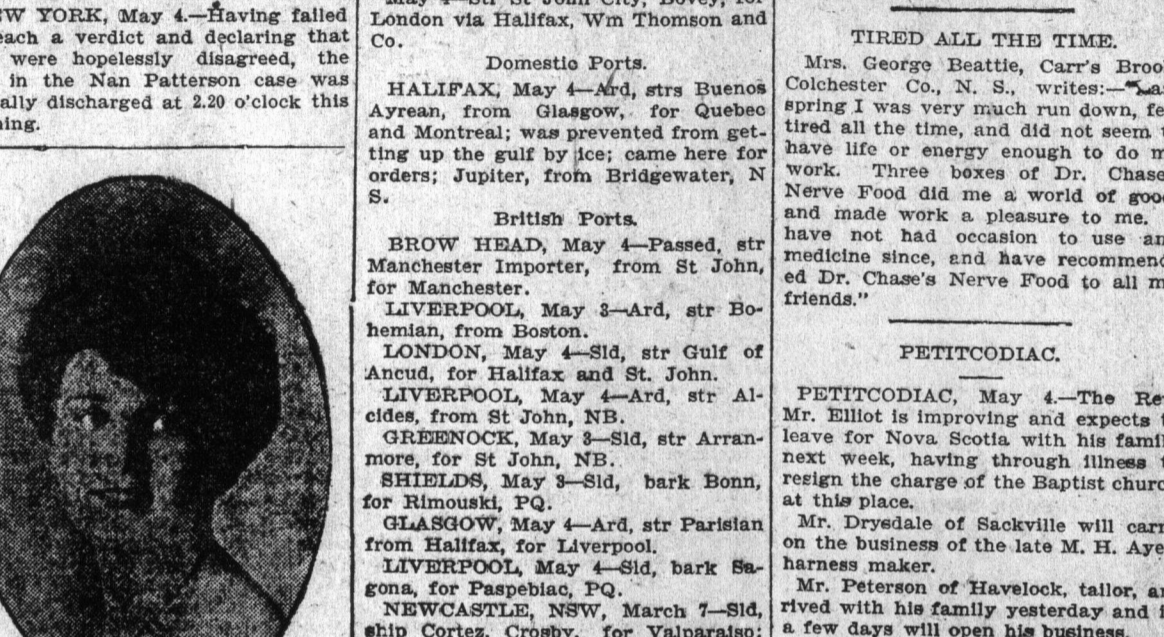 EW YORK, May 4.—Having failed
each a verdict and declaring that
were hopelessly disagreed, the
in the Nan Patterson case was
ally discharged at 2.20 o'clock this
ning.
London via Halifax, Wm Thomson and
Co.
Domestic Ports.
HALIFAX, May 4—Ard, strs Buenos
Ayrean, from Glasgow, for Quebec
and Montreal; was prevented from get-
ting up the gulf by ice; came here for
orders; Jupiter, from Bridgewater, N
S.
British Ports.
BROW HEAD, May 4—Passed, str
Manchester Importer, from St John,
for Manchester.
LIVERPOOL, May 3—Ard, str Bo-
hemian, from Boston.
LONDON, May 4—Sld, str Gulf of
Ancud, for Halifax and St. John.
LIVERPOOL, May 4—Ard, str Al-
cides, from St John, NB.
GREENOCK, May 3—Sld, str Arran-
more, for St John, NB.
SHIELDS, May 3—Sld, bark Bonn,
for Rimouski, PQ.
GLASGOW, May 4—Ard, str Parisian
from Halifax, for Liverpool.
LIVERPOOL, May 4—Sld, bark Sa-
gona, for Paspebiac, PQ.
NEWCASTLE, NSW, March 7—Sld,
ship Cortez, Crosby, for Valparaiso;
TIRED ALL THE TIME.
Mrs. George Beattie, Carr's Broo
Colchester Co., N. S., writes:—
spring I was very much run down, fe
tired all the time, and did not seem
have life or energy enough to do m
work. Three boxes of Dr. Chase
Nerve Food did me a world of goo
and made work a pleasure to me.
have not had occasion to use an
medicine since, and have recommend
ed Dr. Chase's Nerve Food to all m
friends."
PETITCODIAC.
PETITCODIAC, May 4.—The Re
Mr. Elliot is improving and expects
leave for Nova Scotia with his famil
next week, having through illness
resign the charge of the Baptist churc
at this place.
Mr. Drysdale of Sackville will carr
on the business of the late M. H. Aye
harness maker.
Mr. Peterson of Havelock, tailor, ar
rived with his family yesterday and i
a few days will open his business.